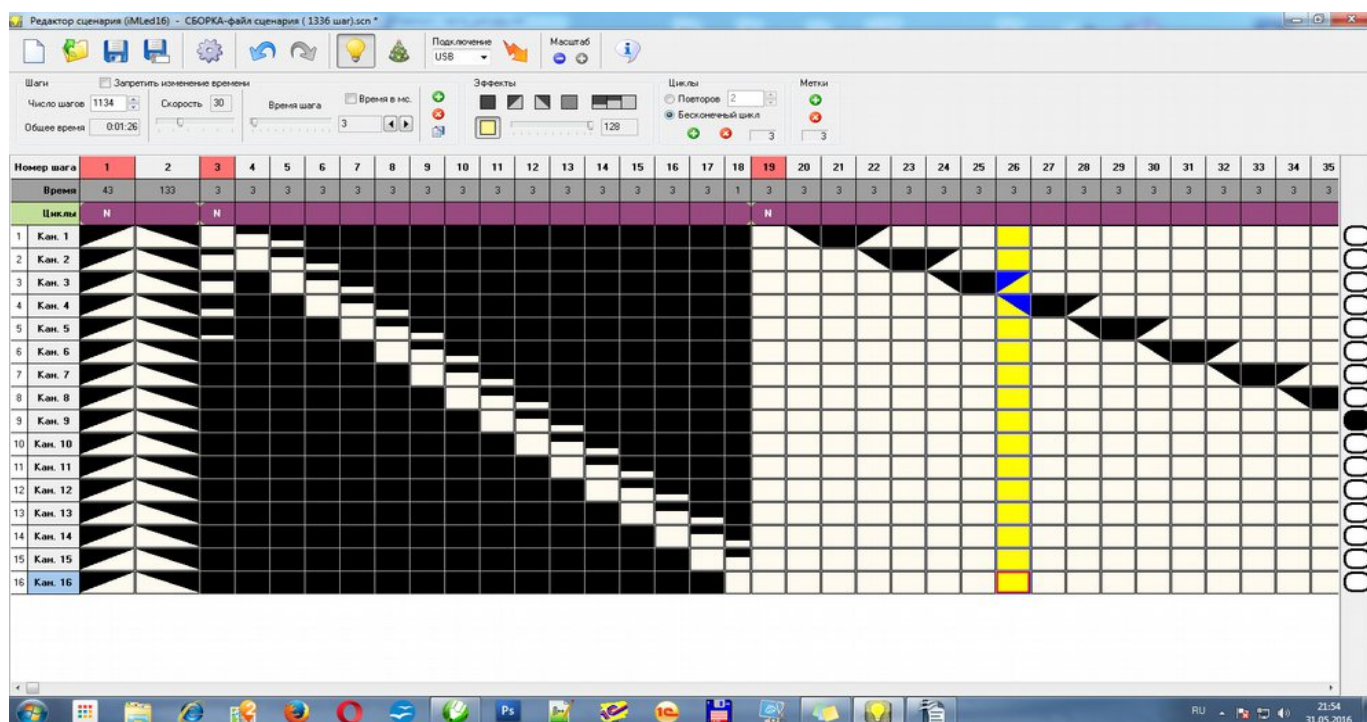 Редактор сценария (iMLed16) - СБОРКА-файл сценария ( 1336 шаг).scn *
Подключение
USB
Масштаб
Шаги
Запретить изменение времени
Число шагов 1134
Скорость 30
Время шага
Время в мс.
3
Общее время 0:01:26
Эффекты
128
Циклы
Повторов 2
Бесконечный цикл
3
Метки
3
Номер шага 1 2 3 4 5 6 7 8 9 10 11 12 13 14 15 16 17 18 19 20 21 22 23 24 25 26 27 28 29 30 31 32 33 34 35
Время 43 133 3 3 3 3 3 3 3 3 3 3 3 3 3 3 3 1 3 3 3 3 3 3 3 3 3 3 3 3 3 3 3 3 3
Циклы N N N
1 Кан. 1
2 Кан. 2
3 Кан. 3
4 Кан. 4
5 Кан. 5
6 Кан. 6
7 Кан. 7
8 Кан. 8
9 Кан. 9
10 Кан. 10
11 Кан. 11
12 Кан. 12
13 Кан. 13
14 Кан. 14
15 Кан. 15
16 Кан. 16
Ps
1С
RU
21:54
31.05.2016